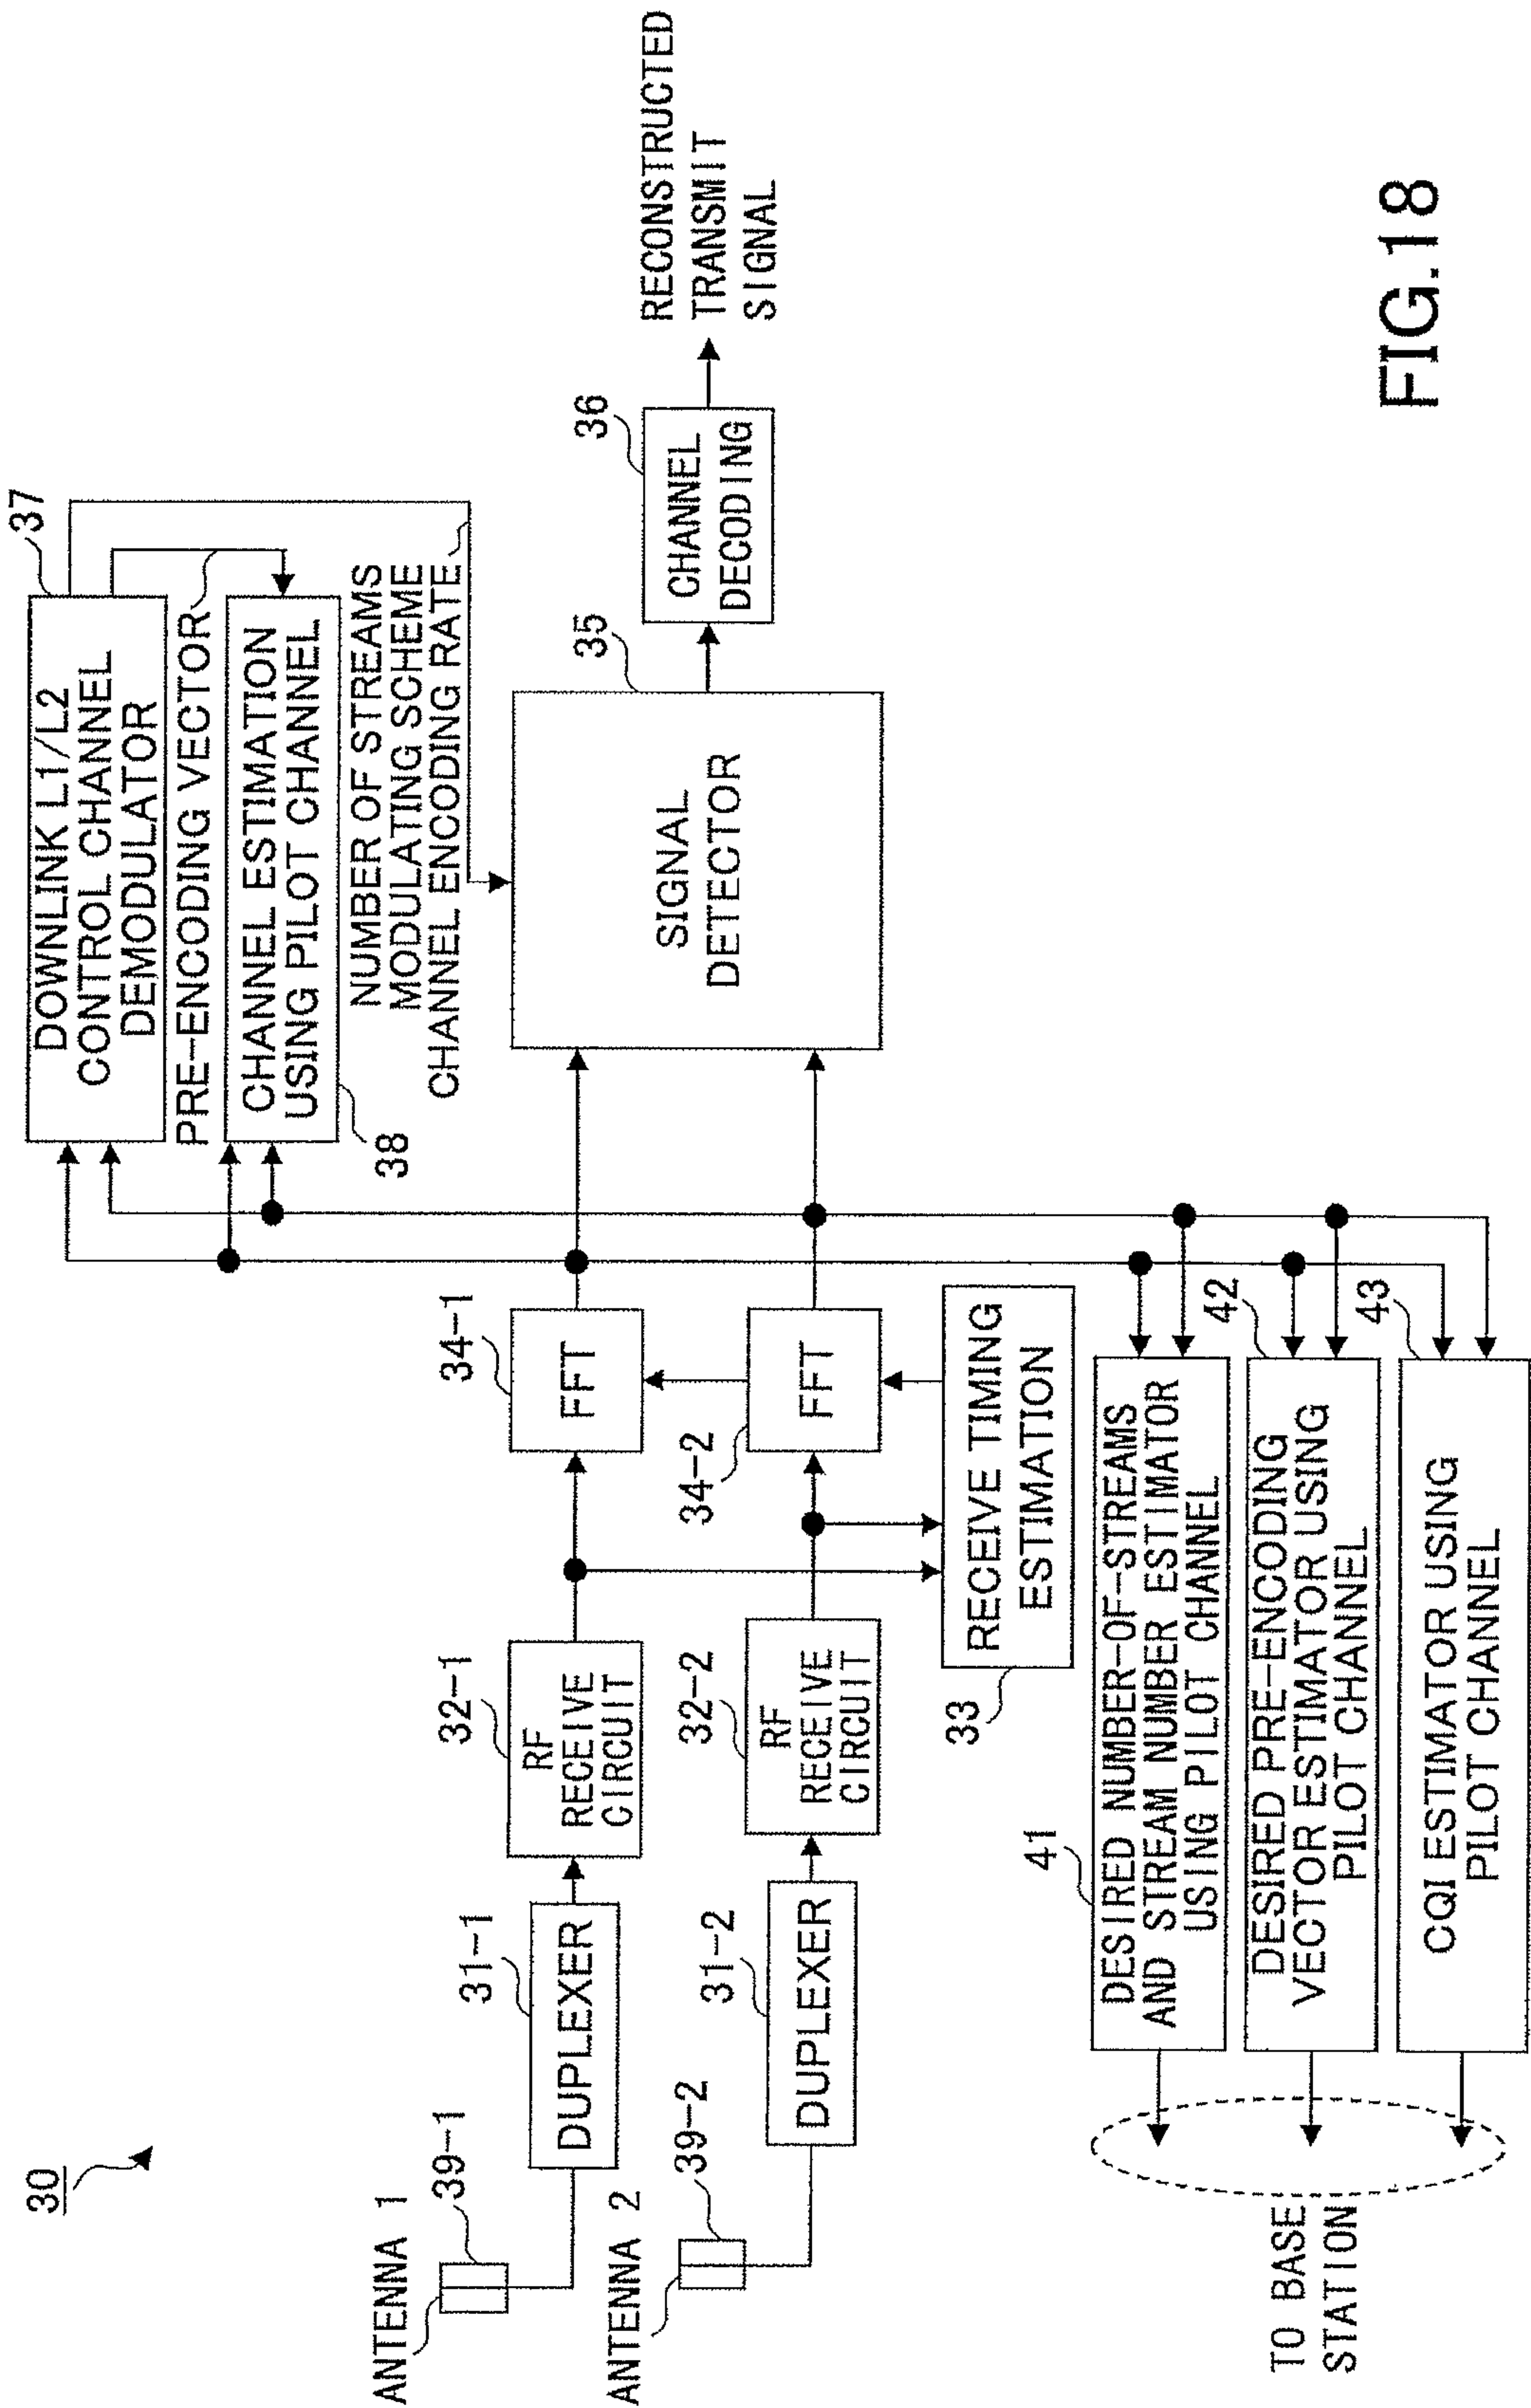 30
ANTENNA 1
39-1
31-1
DUPLEXER
32-1
RF
RECEIVE
CIRCUIT
34-1
FFT
ANTENNA 2
39-2
31-2
DUPLEXER
32-2
RF
RECEIVE
CIRCUIT
34-2
FFT
33
RECEIVE TIMING
ESTIMATION
37
DOWNLINK L1/L2
CONTROL CHANNEL
DEMODULATOR
PRE-ENCODING VECTOR
CHANNEL ESTIMATION
USING PILOT CHANNEL
38
NUMBER OF STREAMS
MODULATING SCHEME
CHANNEL ENCODING RATE
35
SIGNAL
DETECTOR
36
CHANNEL
DECODING
RECONSTRUCTED
TRANSMIT
SIGNAL
41
DESIRED NUMBER-OF-STREAMS
AND STREAM NUMBER ESTIMATOR
USING PILOT CHANNEL
42
DESIRED PRE-ENCODING
VECTOR ESTIMATOR USING
PILOT CHANNEL
43
CQI ESTIMATOR USING
PILOT CHANNEL
TO BASE
STATION
FIG.18